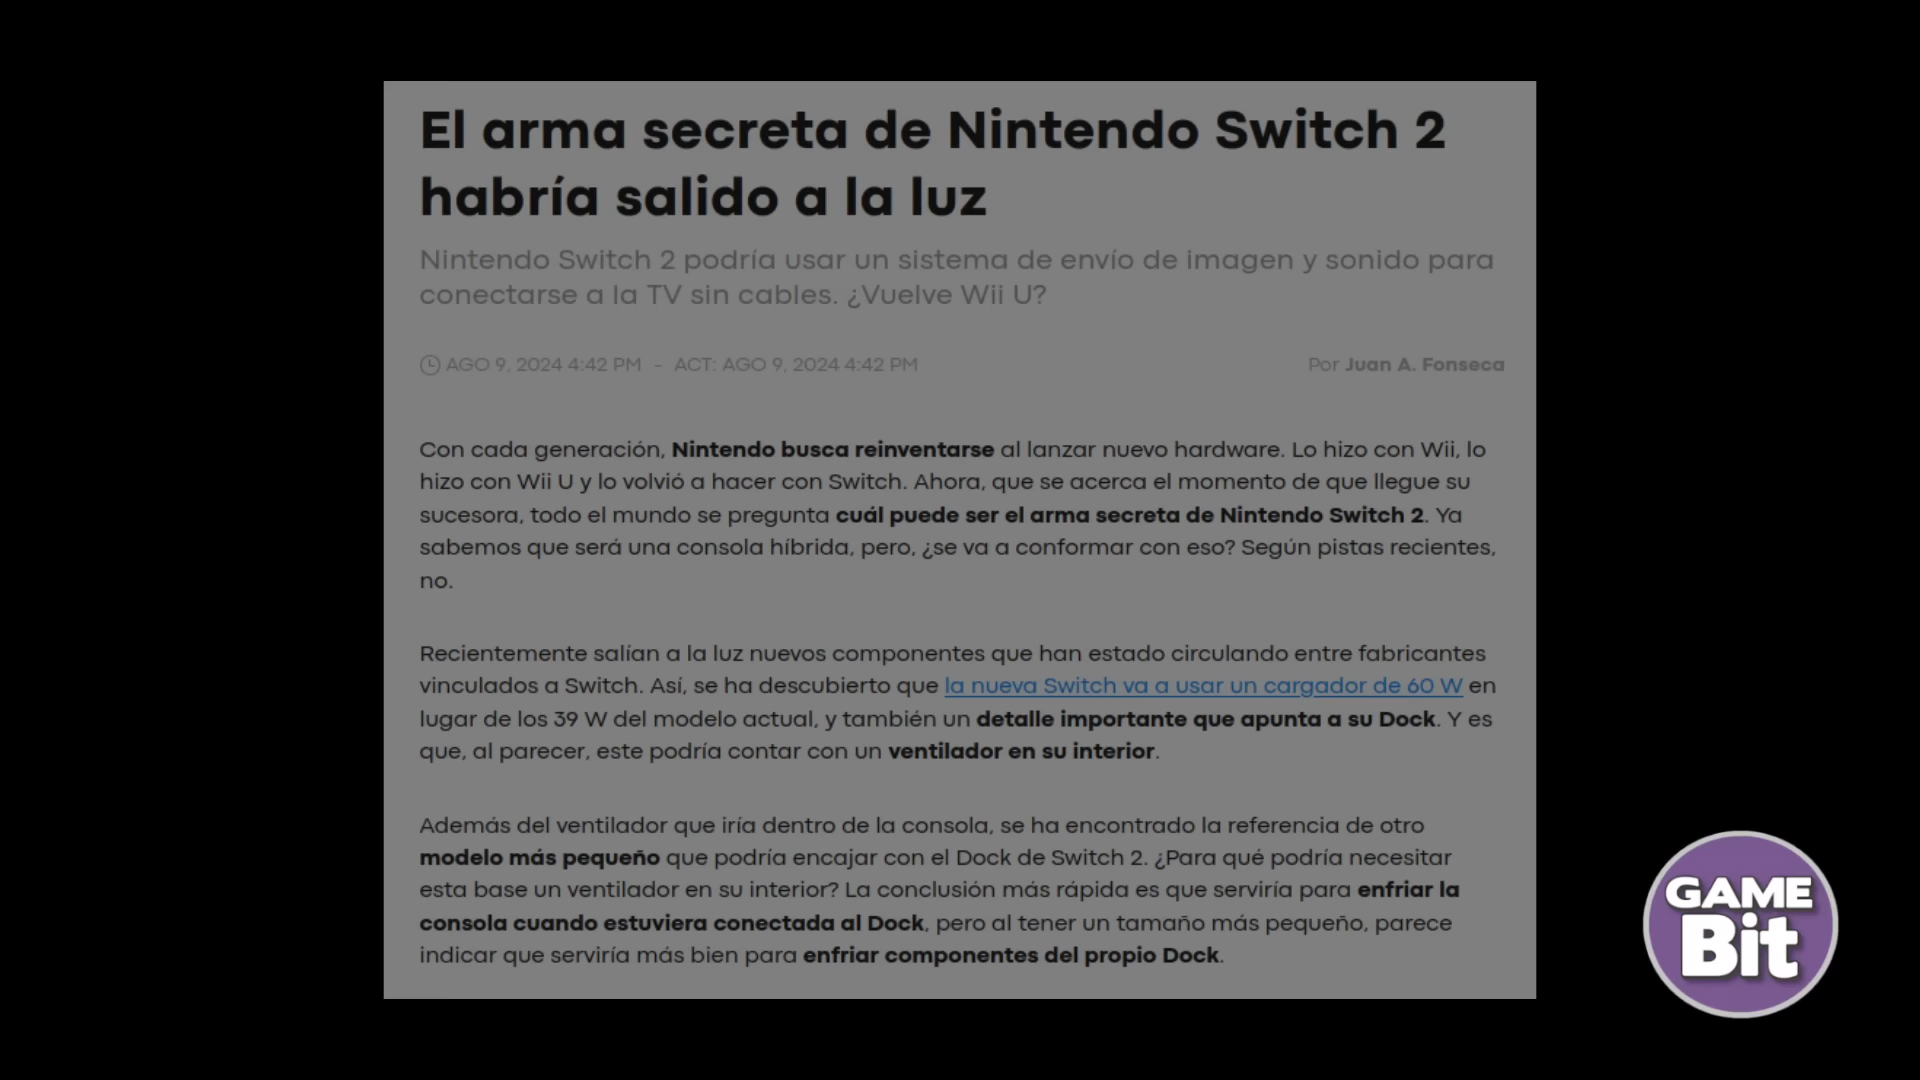 El arma secreta de Nintendo Switch 2
habría salido a la luz
Nintendo Switch 2 podría usar un sistema de envío de imagen y sonido para
conectarse a la TV sin cables. ¿Vuelve Wii U?
AGO 9, 2024 4:42 PM - ACT: AGO 9, 2024 4:42 PM
Por Juan A. Fonseca
Con cada generación, Nintendo busca reinventarse al lanzar nuevo hardware. Lo hizo con Wii, lo
hizo con Wii U y lo volvió a hacer con Switch. Ahora, que se acerca el momento de que llegue su
sucesora, todo el mundo se pregunta cuál puede ser el arma secreta de Nintendo Switch 2. Ya
sabemos que será una consola híbrida, pero, ¿se va a conformar con eso? Según pistas recientes,
no.
Recientemente salían a la luz nuevos componentes que han estado circulando entre fabricantes
vinculados a Switch. Así, se ha descubierto que la nueva Switch va a usar un cargador de 60 W en
lugar de los 39 W del modelo actual, y también un detalle importante que apunta a su Dock. Y es
que, al parecer, este podría contar con un ventilador en su interior.
Además del ventilador que iría dentro de la consola, se ha encontrado la referencia de otro
modelo más pequeño que podría encajar con el Dock de Switch 2. ¿Para qué podría necesitar
esta base un ventilador en su interior? La conclusión más rápida es que serviría para enfriar la
consola cuando estuviera conectada al Dock, pero al tener un tamaño más pequeño, parece
indicar que serviría más bien para enfriar componentes del propio Dock.
GAME
Bit